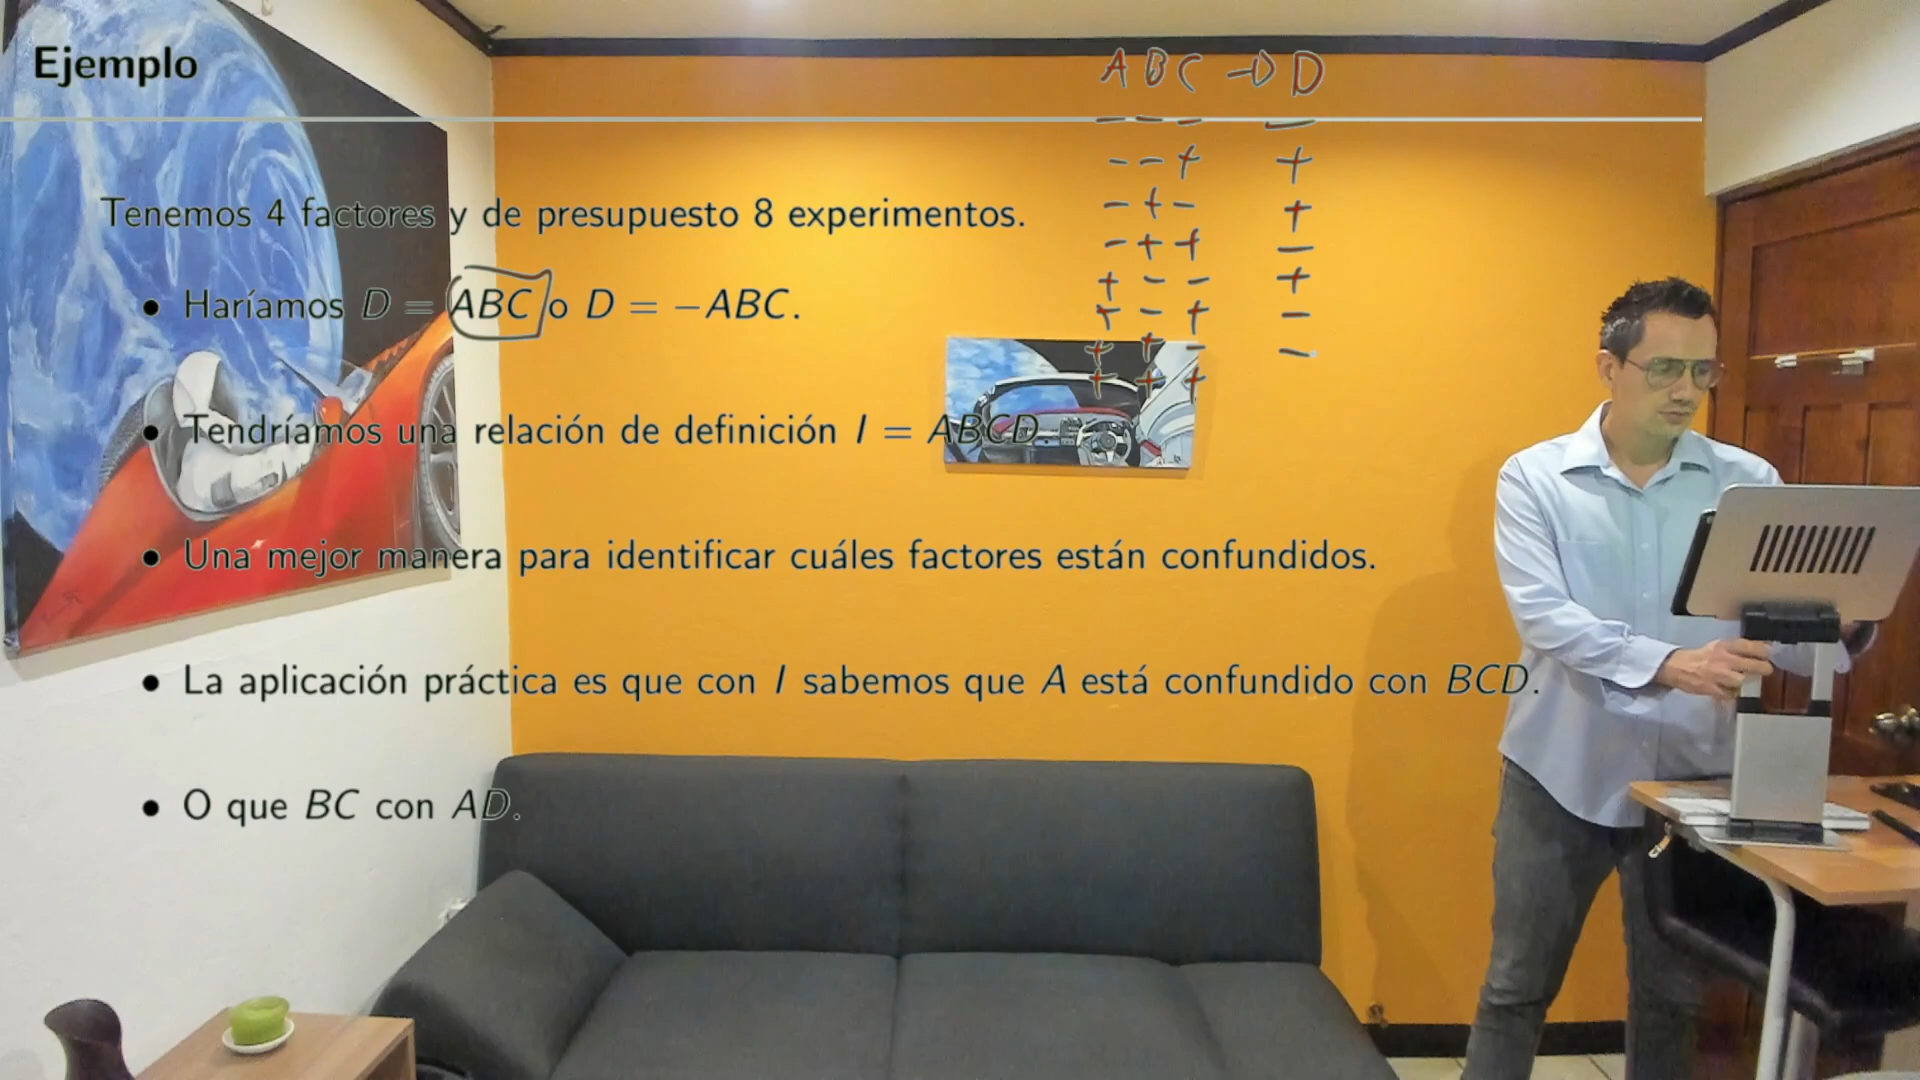 Ejemplo
A B C → D
- - - -
- - + +
Tenemos 4 factores y de presupuesto 8 experimentos.
- + - +
- + + -
+ - - +
• Haríamos D = ABC o D = −ABC.
+ - + -
+ + - -
+ + +
• Tendríamos una relación de definición I = ABCD
• Una mejor manera para identificar cuáles factores están confundidos.
• La aplicación práctica es que con I sabemos que A está confundido con BCD.
• O que BC con AD.